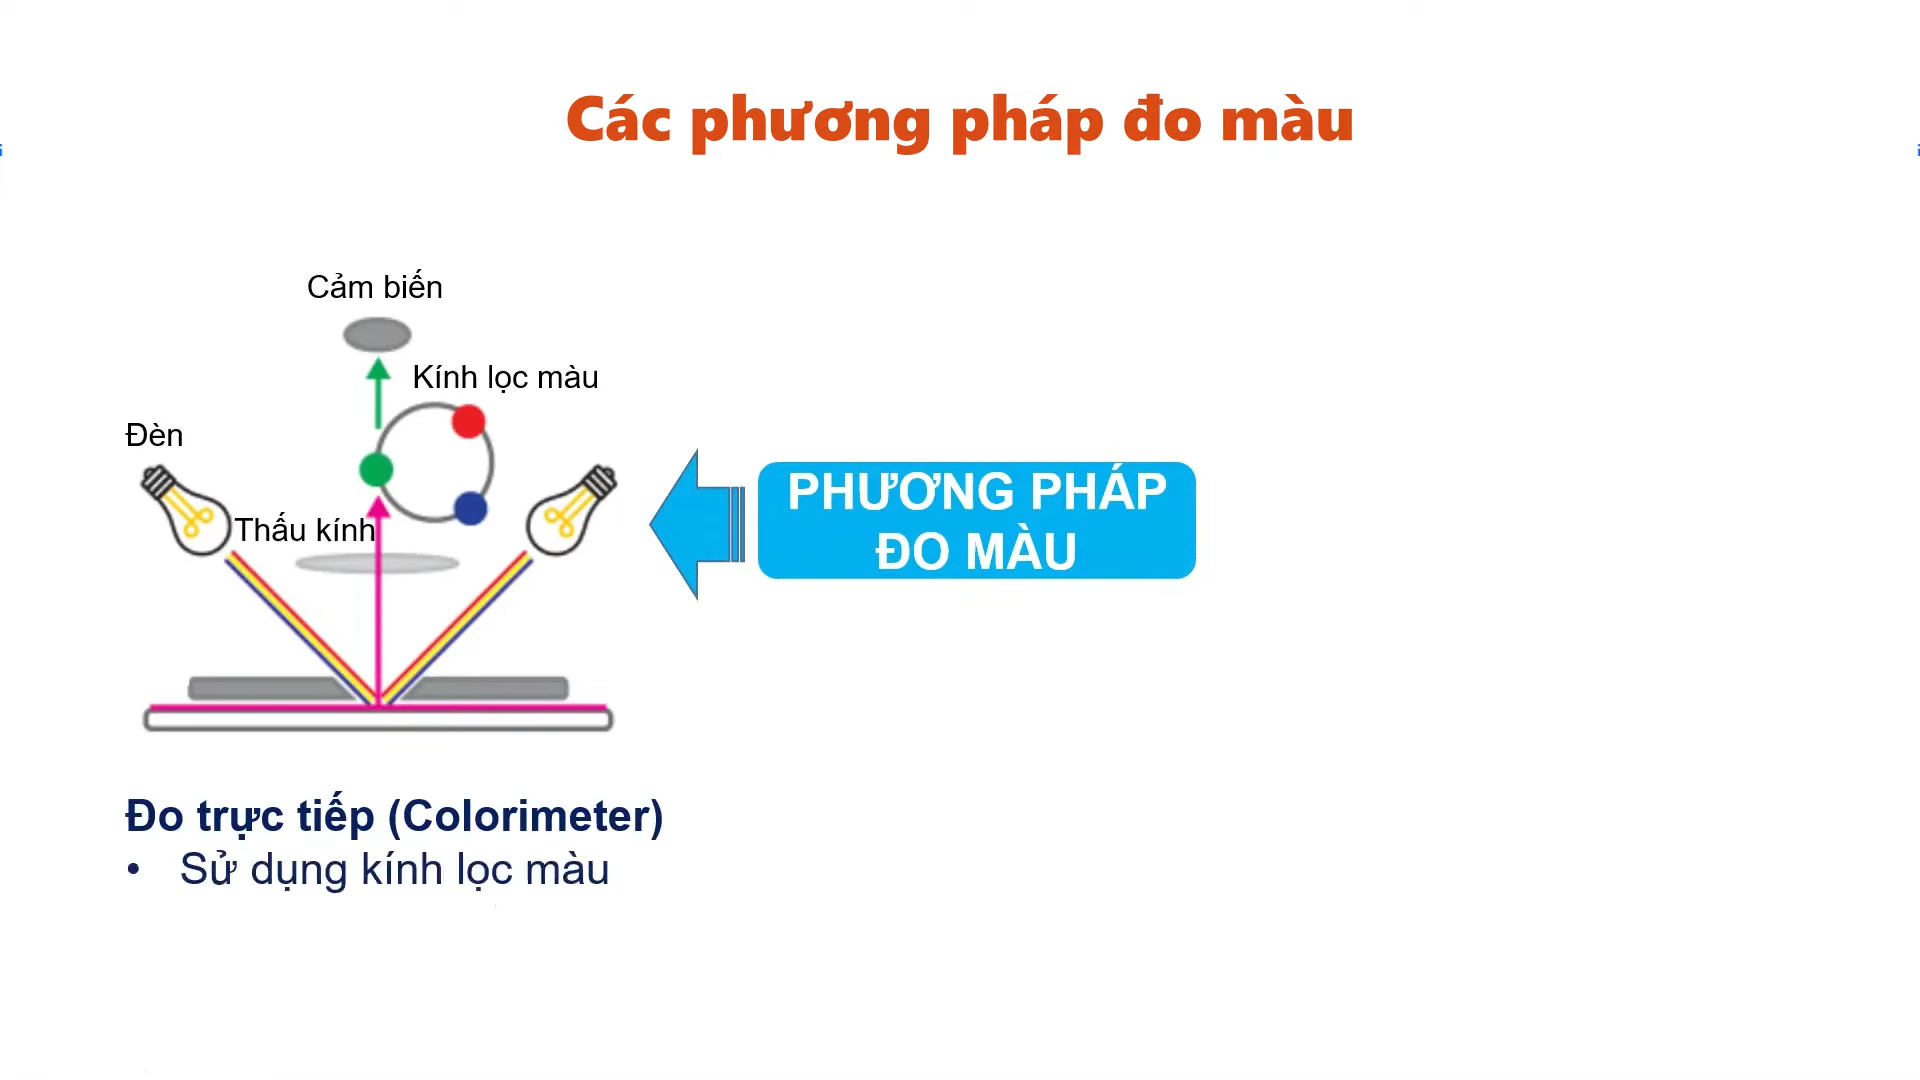 Các phương pháp đo màu
Cảm biến
Kính lọc màu
Đèn
Thấu kính
PHƯƠNG PHÁP
ĐO MÀU
Đo trực tiếp (Colorimeter)
• Sử dụng kính lọc màu